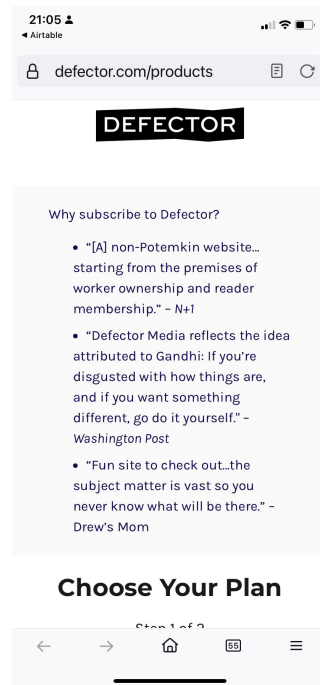 21:05
◀ Airtable
defector.com/products
DEFECTOR
Why subscribe to Defector?
• “[A] non-Potemkin website…
starting from the premises of
worker ownership and reader
membership.” – N+1
• “Defector Media reflects the idea
attributed to Gandhi: If you’re
disgusted with how things are,
and if you want something
different, go do it yourself." –
Washington Post
• “Fun site to check out…the
subject matter is vast so you
never know what will be there.” –
Drew’s Mom
Choose Your Plan
Step 1 of 2
55